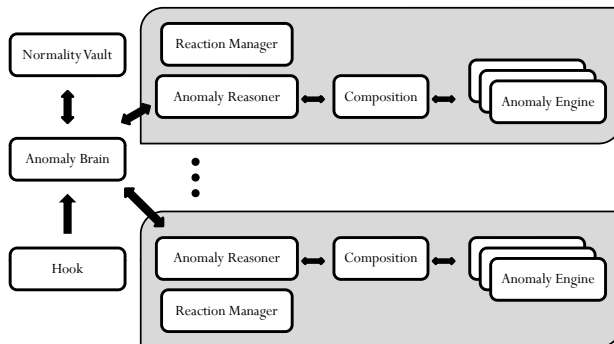 Reaction Manager
Normality Vault
Anomaly Reasoner
Composition
Anomaly Engine
Anomaly Brain
Anomaly Reasoner
Composition
Anomaly Engine
Hook
Reaction Manager